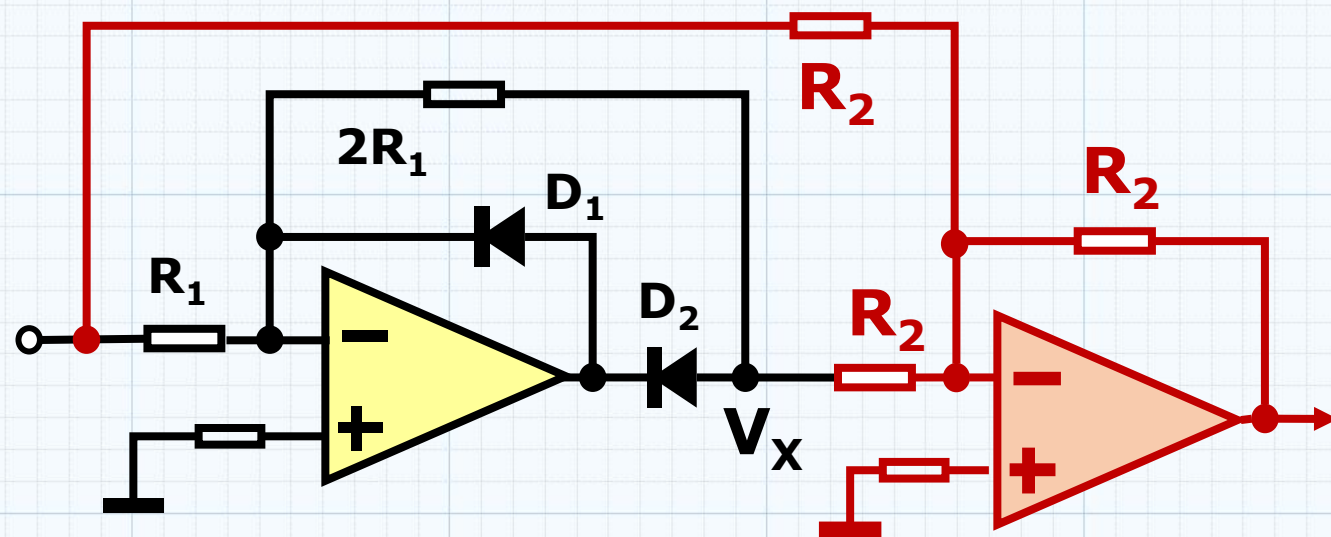 R₂
2R₁
D₁
R₂
R₁
D₂
R₂
−
−
Vₓ
+
+